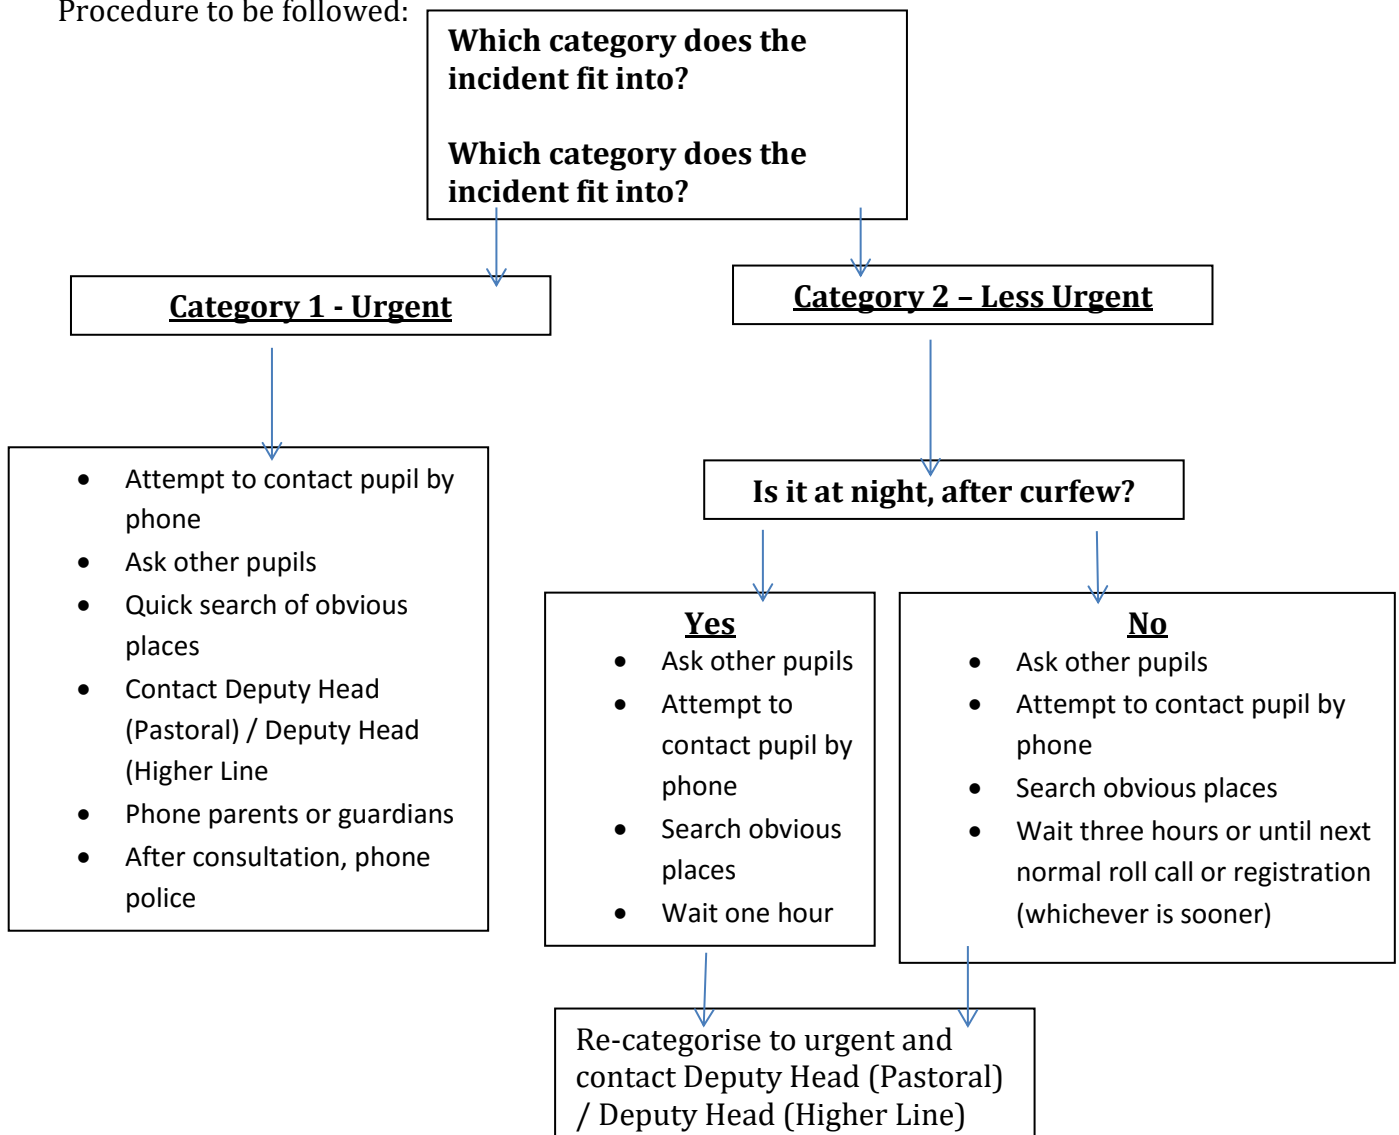 Procedure to be followed:
Which category does the
incident fit into?
Which category does the
incident fit into?
Category 1 - Urgent
Category 2 – Less Urgent
• Attempt to contact pupil by
phone
• Ask other pupils
• Quick search of obvious
places
• Contact Deputy Head
(Pastoral) / Deputy Head
(Higher Line
• Phone parents or guardians
• After consultation, phone
police
Is it at night, after curfew?
Yes
• Ask other pupils
• Attempt to
contact pupil by
phone
• Search obvious
places
• Wait one hour
No
• Ask other pupils
• Attempt to contact pupil by
phone
• Search obvious places
• Wait three hours or until next
normal roll call or registration
(whichever is sooner)
Re-categorise to urgent and
contact Deputy Head (Pastoral)
/ Deputy Head (Higher Line)